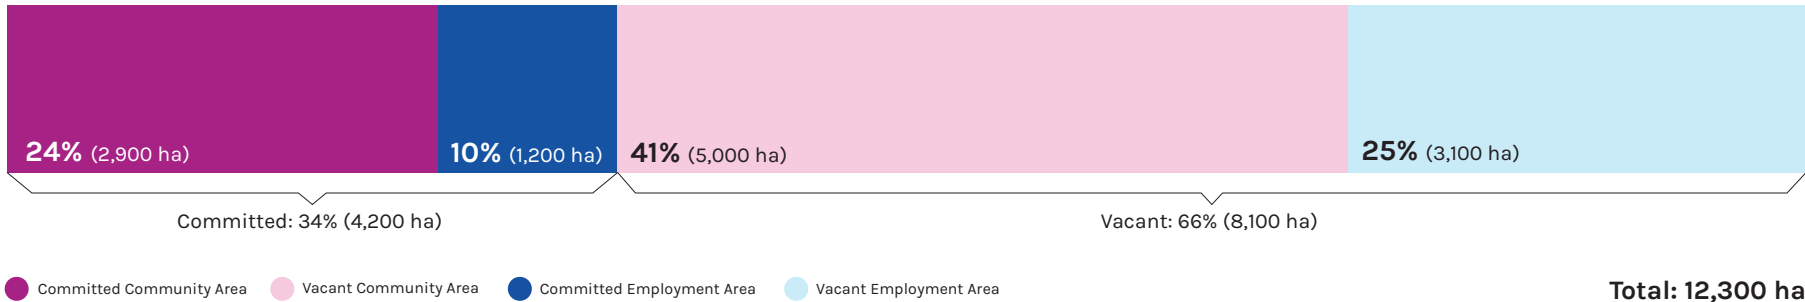 24% (2,900 ha)
10% (1,200 ha)
41% (5,000 ha)
25% (3,100 ha)
Committed: 34% (4,200 ha)
Vacant: 66% (8,100 ha)
Committed Community Area
Vacant Community Area
Committed Employment Area
Vacant Employment Area
Total: 12,300 ha